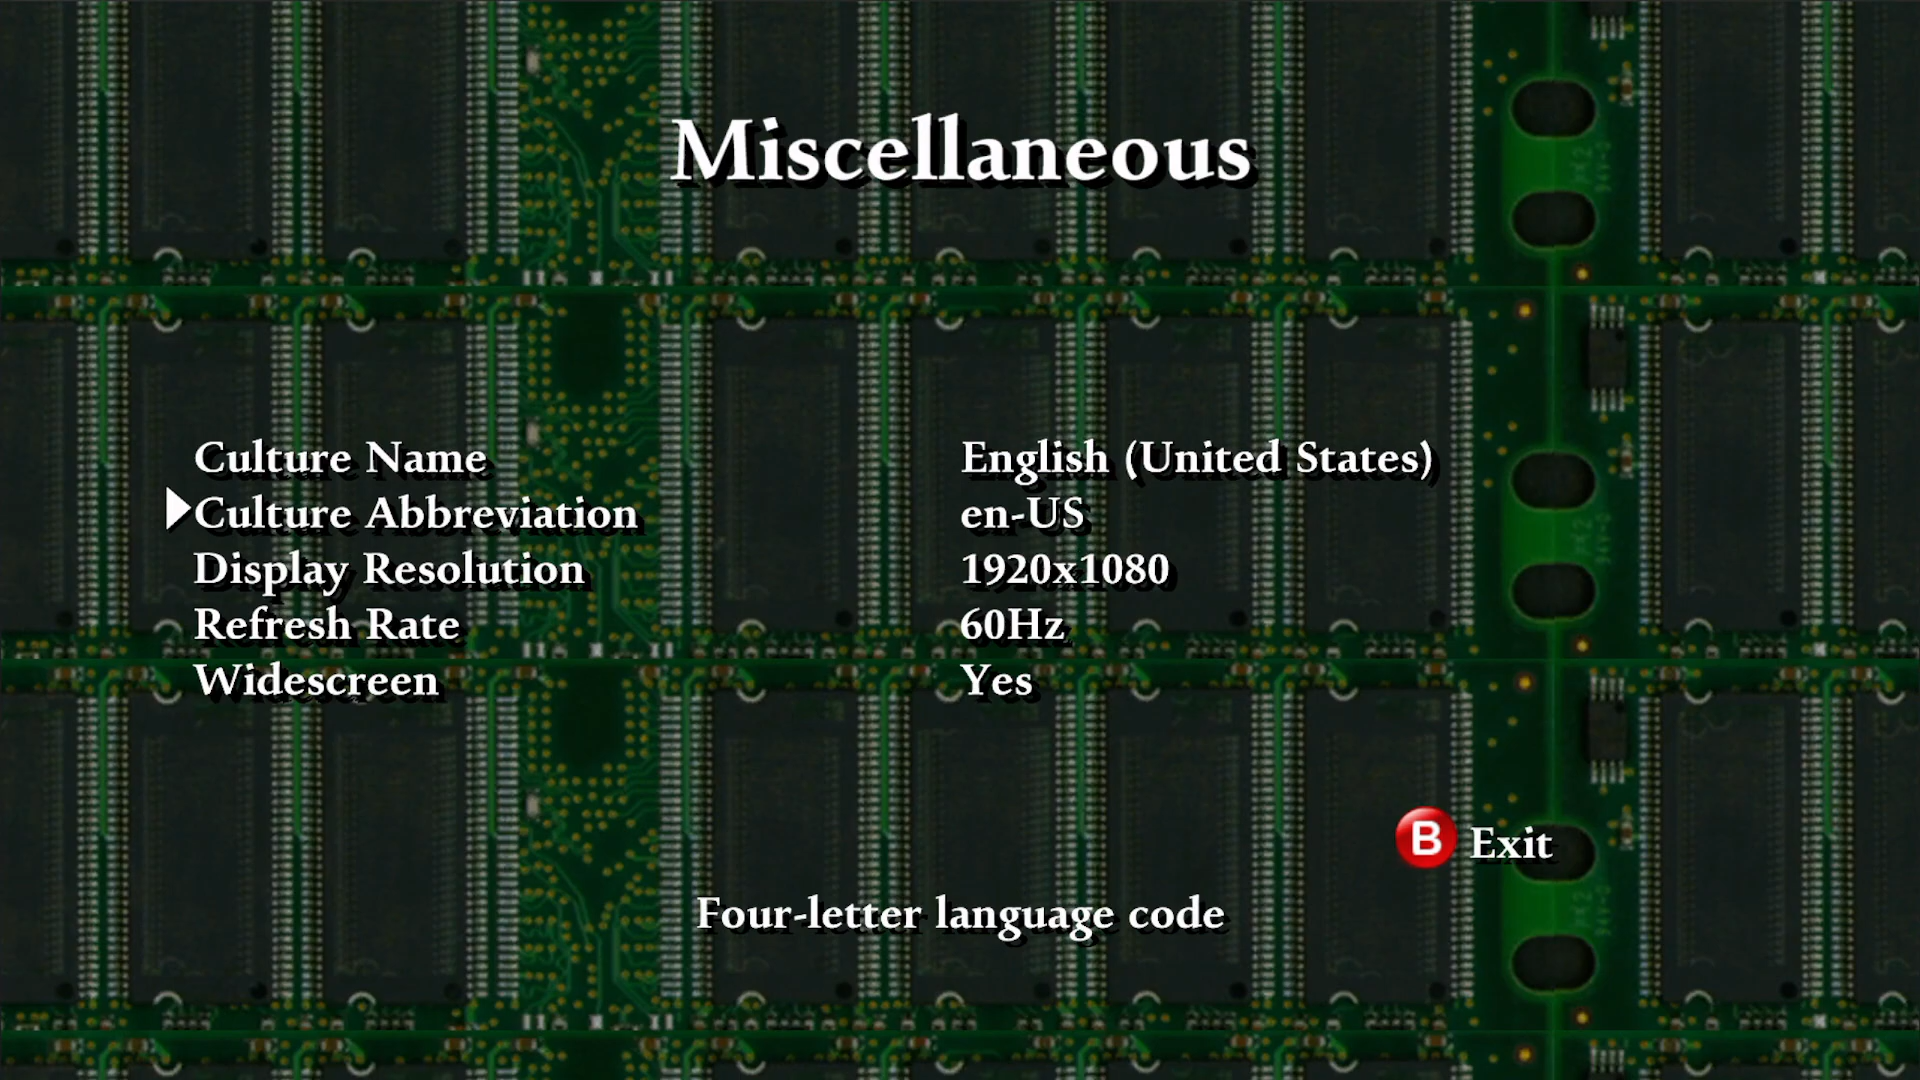 Miscellaneous
Culture Name English (United States)
Culture Abbreviation en-US
Display Resolution 1920x1080
Refresh Rate 60Hz
Widescreen Yes
B Exit
Four-letter language code